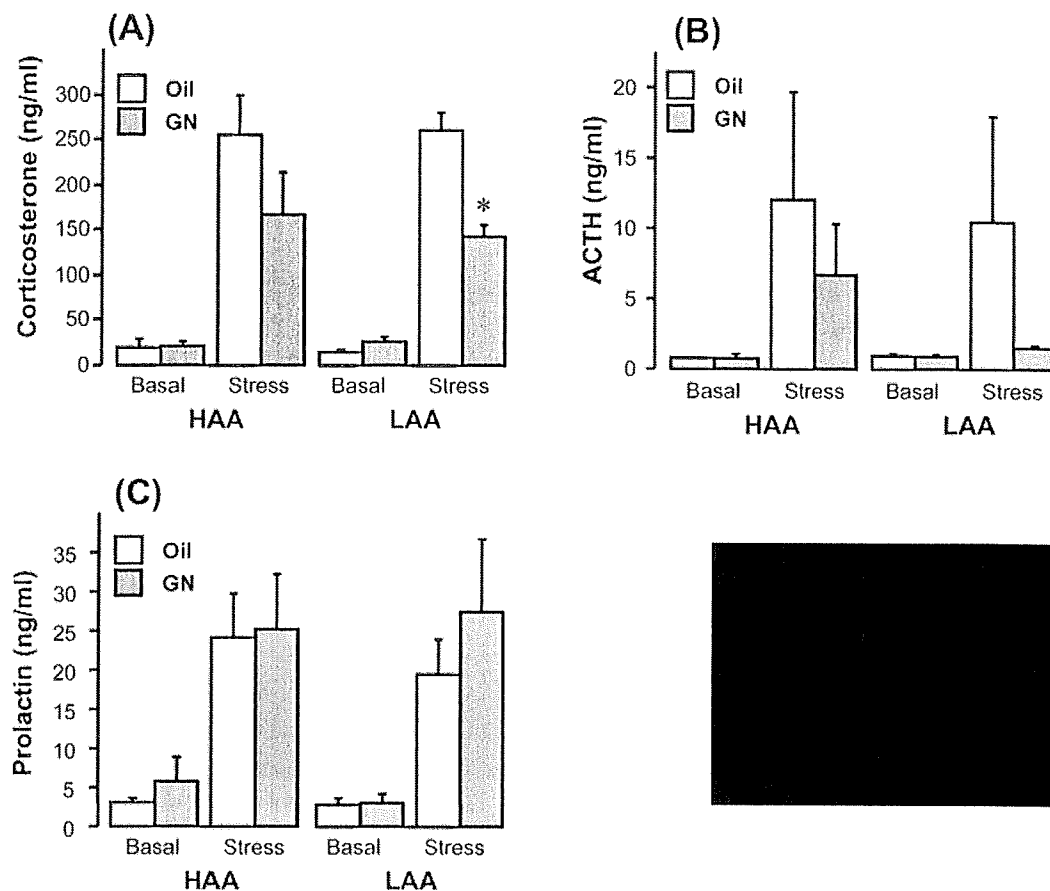 (A)
Corticosterone (ng/ml)
Oil
GN
300
250
200
150
100
50
0
*
Basal Stress Basal Stress
HAA LAA
(B)
ACTH (ng/ml)
Oil
GN
20
15
10
5
0
Basal Stress Basal Stress
HAA LAA
(C)
Prolactin (ng/ml)
Oil
GN
35
30
25
20
15
10
5
0
Basal Stress Basal Stress
HAA LAA